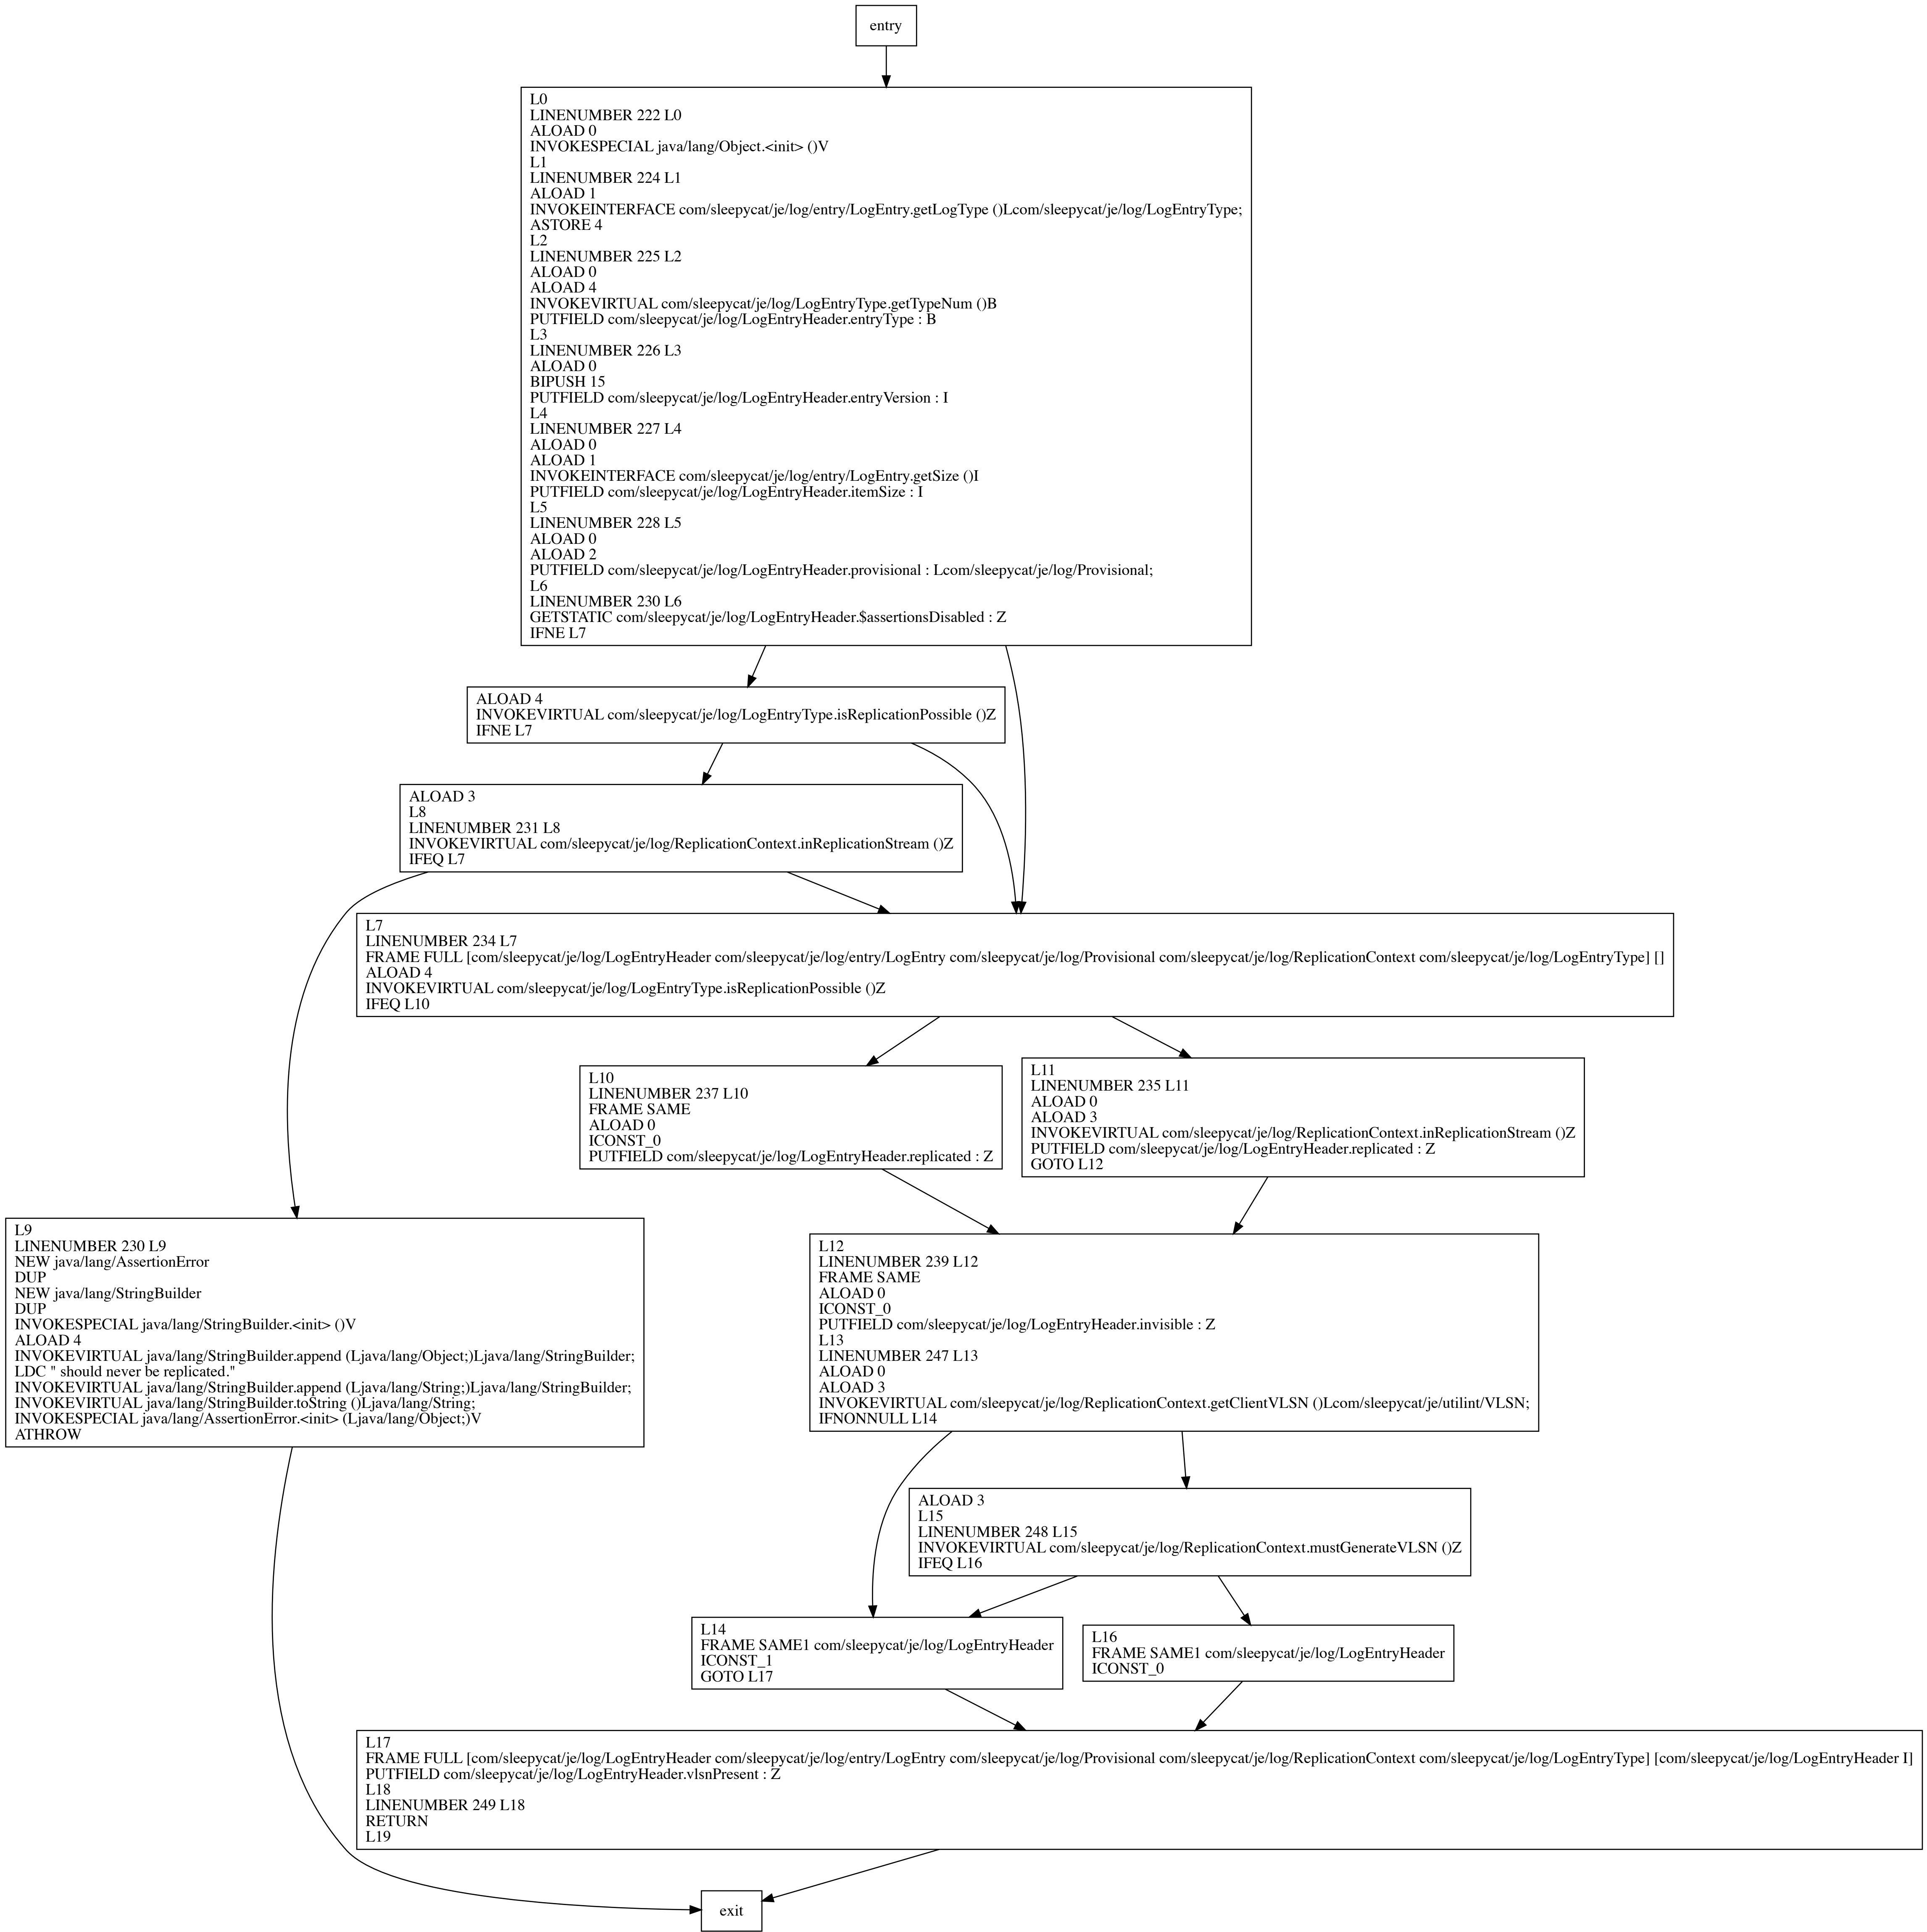 entry
L0
LINENUMBER 222 L0
ALOAD 0
INVOKESPECIAL java/lang/Object.<init> ()V
L1
LINENUMBER 224 L1
ALOAD 1
INVOKEINTERFACE com/sleepycat/je/log/entry/LogEntry.getLogType ()Lcom/sleepycat/je/log/LogEntryType;
ASTORE 4
L2
LINENUMBER 225 L2
ALOAD 0
ALOAD 4
INVOKEVIRTUAL com/sleepycat/je/log/LogEntryType.getTypeNum ()B
PUTFIELD com/sleepycat/je/log/LogEntryHeader.entryType : B
L3
LINENUMBER 226 L3
ALOAD 0
BIPUSH 15
PUTFIELD com/sleepycat/je/log/LogEntryHeader.entryVersion : I
L4
LINENUMBER 227 L4
ALOAD 0
ALOAD 1
INVOKEINTERFACE com/sleepycat/je/log/entry/LogEntry.getSize ()I
PUTFIELD com/sleepycat/je/log/LogEntryHeader.itemSize : I
L5
LINENUMBER 228 L5
ALOAD 0
ALOAD 2
PUTFIELD com/sleepycat/je/log/LogEntryHeader.provisional : Lcom/sleepycat/je/log/Provisional;
L6
LINENUMBER 230 L6
GETSTATIC com/sleepycat/je/log/LogEntryHeader.$assertionsDisabled : Z
IFNE L7
ALOAD 4
INVOKEVIRTUAL com/sleepycat/je/log/LogEntryType.isReplicationPossible ()Z
IFNE L7
ALOAD 3
L8
LINENUMBER 231 L8
INVOKEVIRTUAL com/sleepycat/je/log/ReplicationContext.inReplicationStream ()Z
IFEQ L7
L7
LINENUMBER 234 L7
FRAME FULL [com/sleepycat/je/log/LogEntryHeader com/sleepycat/je/log/entry/LogEntry com/sleepycat/je/log/Provisional com/sleepycat/je/log/ReplicationContext com/sleepycat/je/log/LogEntryType] []
ALOAD 4
INVOKEVIRTUAL com/sleepycat/je/log/LogEntryType.isReplicationPossible ()Z
IFEQ L10
L10
LINENUMBER 237 L10
FRAME SAME
ALOAD 0
ICONST_0
PUTFIELD com/sleepycat/je/log/LogEntryHeader.replicated : Z
L11
LINENUMBER 235 L11
ALOAD 0
ALOAD 3
INVOKEVIRTUAL com/sleepycat/je/log/ReplicationContext.inReplicationStream ()Z
PUTFIELD com/sleepycat/je/log/LogEntryHeader.replicated : Z
GOTO L12
L9
LINENUMBER 230 L9
NEW java/lang/AssertionError
DUP
NEW java/lang/StringBuilder
DUP
INVOKESPECIAL java/lang/StringBuilder.<init> ()V
ALOAD 4
INVOKEVIRTUAL java/lang/StringBuilder.append (Ljava/lang/Object;)Ljava/lang/StringBuilder;
LDC " should never be replicated."
INVOKEVIRTUAL java/lang/StringBuilder.append (Ljava/lang/String;)Ljava/lang/StringBuilder;
INVOKEVIRTUAL java/lang/StringBuilder.toString ()Ljava/lang/String;
INVOKESPECIAL java/lang/AssertionError.<init> (Ljava/lang/Object;)V
ATHROW
L12
LINENUMBER 239 L12
FRAME SAME
ALOAD 0
ICONST_0
PUTFIELD com/sleepycat/je/log/LogEntryHeader.invisible : Z
L13
LINENUMBER 247 L13
ALOAD 0
ALOAD 3
INVOKEVIRTUAL com/sleepycat/je/log/ReplicationContext.getClientVLSN ()Lcom/sleepycat/je/utilint/VLSN;
IFNONNULL L14
ALOAD 3
L15
LINENUMBER 248 L15
INVOKEVIRTUAL com/sleepycat/je/log/ReplicationContext.mustGenerateVLSN ()Z
IFEQ L16
L14
FRAME SAME1 com/sleepycat/je/log/LogEntryHeader
ICONST_1
GOTO L17
L16
FRAME SAME1 com/sleepycat/je/log/LogEntryHeader
ICONST_0
L17
FRAME FULL [com/sleepycat/je/log/LogEntryHeader com/sleepycat/je/log/entry/LogEntry com/sleepycat/je/log/Provisional com/sleepycat/je/log/ReplicationContext com/sleepycat/je/log/LogEntryType] [com/sleepycat/je/log/LogEntryHeader I]
PUTFIELD com/sleepycat/je/log/LogEntryHeader.vlsnPresent : Z
L18
LINENUMBER 249 L18
RETURN
L19
exit